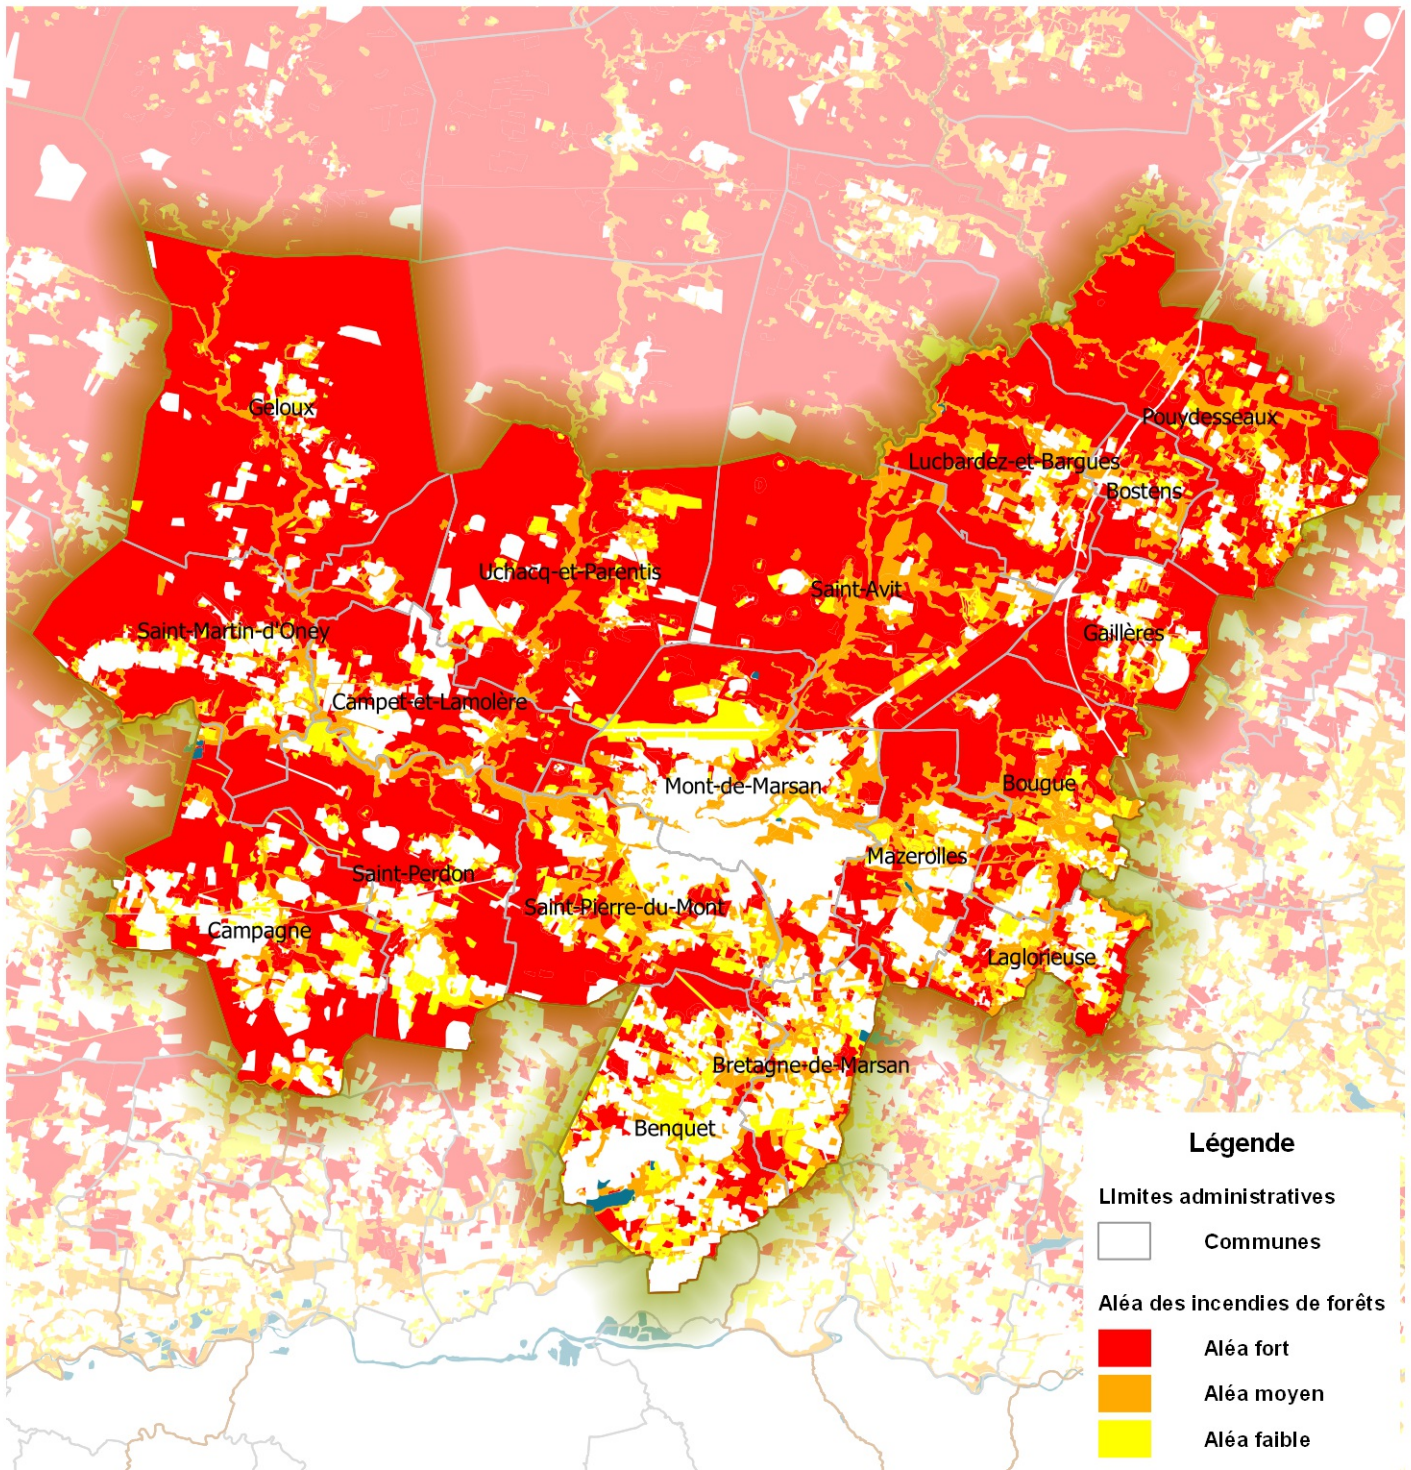 Geloux
Pouydesseaux
Lucbardez-et-Bargues
Bostens
Uchacq-et-Parentis
Saint-Avit
Saint-Martin-d'Oney
Gaillères
Campet-et-Lamolère
Mont-de-Marsan
Bougue
Mazerolles
Saint-Perdon
Saint-Pierre-du-Mont
Campagne
Laglorieuse
Bretagne-de-Marsan
Benquet
Légende
LImites administratives
Communes
Aléa des incendies de forêts
Aléa fort
Aléa moyen
Aléa faible